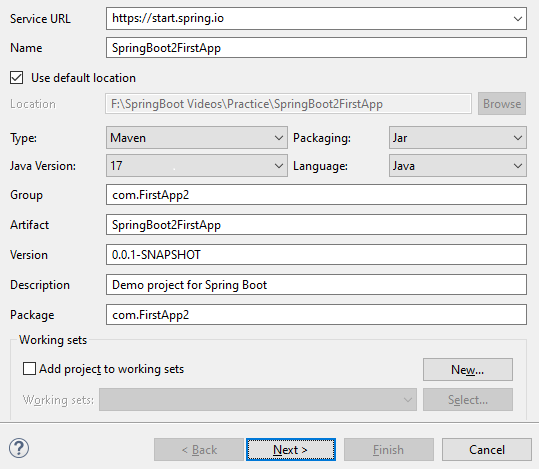 Service URL https://start.spring.io
Name SpringBoot2FirstApp
Use default location
Location F:\SpringBoot Videos\Practice\SpringBoot2FirstApp Browse
Type: Maven Packaging: Jar
Java Version: 17 Language: Java
Group com.FirstApp2
Artifact SpringBoot2FirstApp
Version 0.0.1-SNAPSHOT
Description Demo project for Spring Boot
Package com.FirstApp2
Working sets
Add project to working sets New...
Working sets: Select...
? < Back Next > Finish Cancel